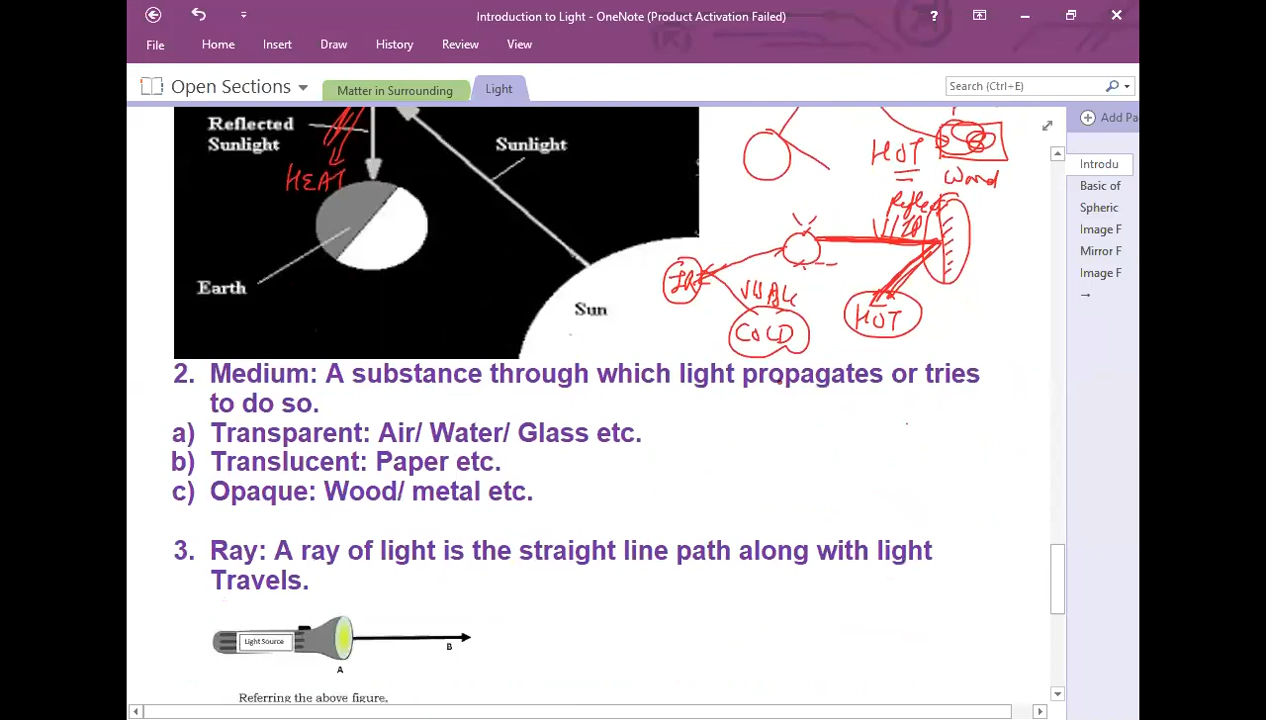 Introduction to Light - OneNote (Product Activation Failed)
?
File
Home
Insert
Draw
History
Review
View
Open Sections
Matter in Surrounding
Light
Search (Ctrl+E)
Add Pa
Introdu
Basic of
Spheric
Image F
Mirror F
Image F
Reflected
Sunlight
Sunlight
HEAT
Earth
Sun
HOT
Wood
Reflect
COLD
HOT
2. Medium: A substance through which light propagates or tries
to do so.
a) Transparent: Air/ Water/ Glass etc.
b) Translucent: Paper etc.
c) Opaque: Wood/ metal etc.
3. Ray: A ray of light is the straight line path along with light
Travels.
Light Source
B
A
Referring the above figure,